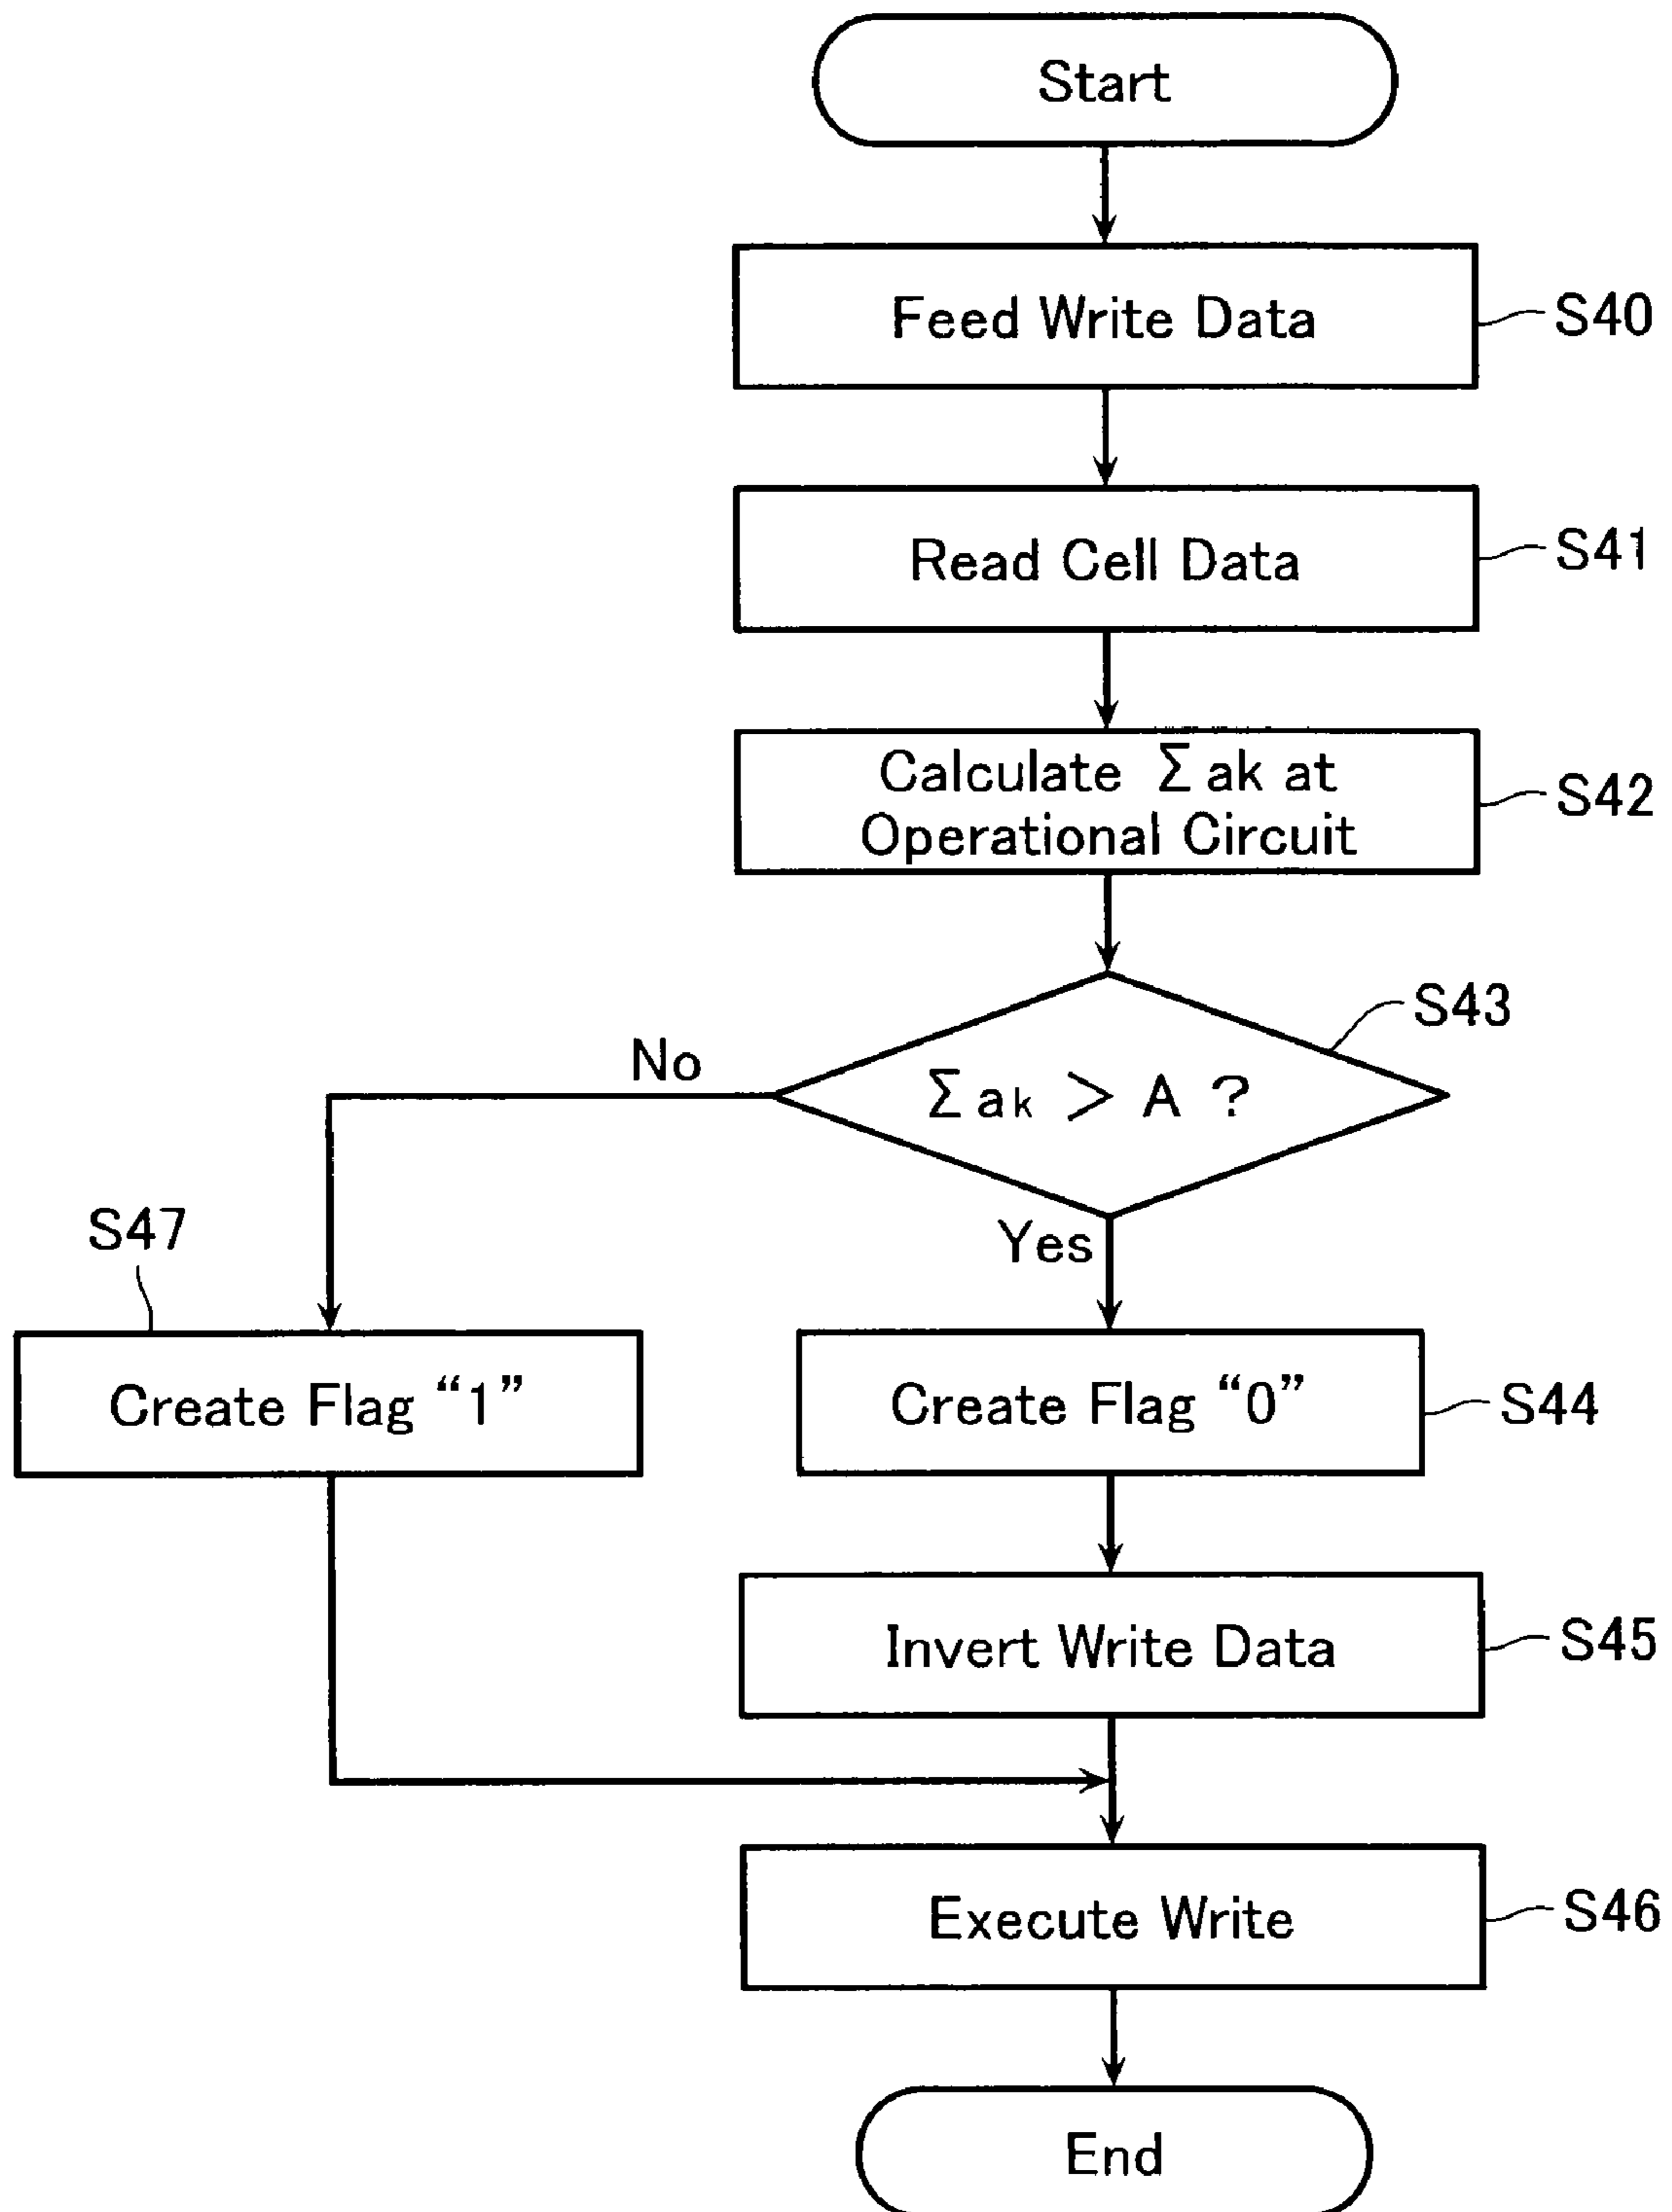 Start
Feed Write Data
S40
Read Cell Data
S41
Calculate Σak at
Operational Circuit
S42
S43
No
Σak > A ?
Yes
S47
Create Flag “1”
Create Flag “0”
S44
Invert Write Data
S45
Execute Write
S46
End